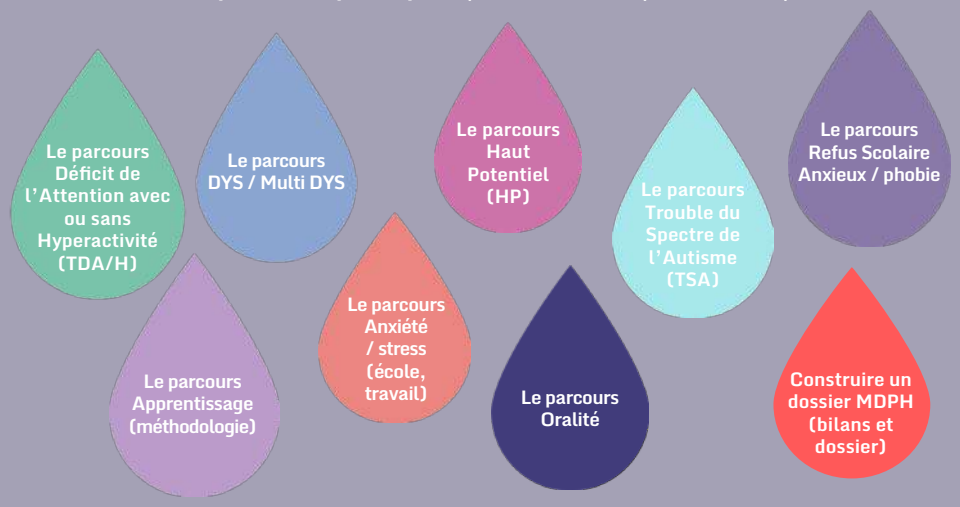 Le parcours
Déficit de
l'Attention avec
ou sans
Hyperactivité
(TDA/H)
Le parcours
DYS / Multi DYS
Le parcours
Haut
Potentiel
(HP)
Le parcours
Trouble du
Spectre de
l'Autisme
(TSA)
Le parcours
Refus Scolaire
Anxieux / phobie
Le parcours
Apprentissage
(méthodologie)
Le parcours
Anxiété
/ stress
(école,
travail)
Le parcours
Oralité
Construire un
dossier MDPH
(bilans et
dossier)